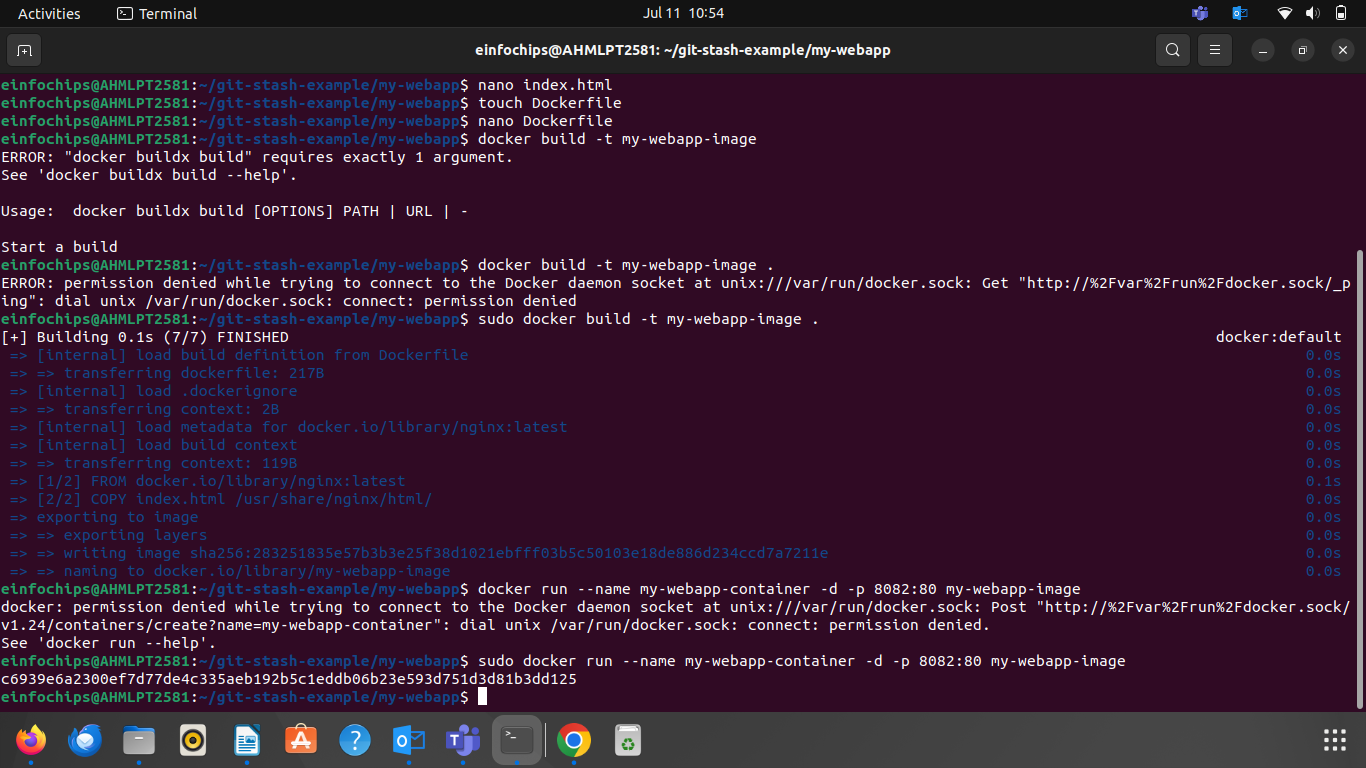 Activities
Terminal
Jul 11 10:54
einfochips@AHMLPT2581: ~/git-stash-example/my-webapp
einfochips@AHMLPT2581:~/git-stash-example/my-webapp$ nano index.html
einfochips@AHMLPT2581:~/git-stash-example/my-webapp$ touch Dockerfile
einfochips@AHMLPT2581:~/git-stash-example/my-webapp$ nano Dockerfile
einfochips@AHMLPT2581:~/git-stash-example/my-webapp$ docker build -t my-webapp-image
ERROR: "docker buildx build" requires exactly 1 argument.
See 'docker buildx build --help'.
Usage:  docker buildx build [OPTIONS] PATH | URL | -
Start a build
einfochips@AHMLPT2581:~/git-stash-example/my-webapp$ docker build -t my-webapp-image .
ERROR: permission denied while trying to connect to the Docker daemon socket at unix:///var/run/docker.sock: Get "http://%2Fvar%2Frun%2Fdocker.sock/_p
ing": dial unix /var/run/docker.sock: connect: permission denied
einfochips@AHMLPT2581:~/git-stash-example/my-webapp$ sudo docker build -t my-webapp-image .
[+] Building 0.1s (7/7) FINISHED docker:default
=> [internal] load build definition from Dockerfile 0.0s
=> => transferring dockerfile: 217B 0.0s
=> [internal] load .dockerignore 0.0s
=> => transferring context: 2B 0.0s
=> [internal] load metadata for docker.io/library/nginx:latest 0.0s
=> [internal] load build context 0.0s
=> => transferring context: 119B 0.0s
=> [1/2] FROM docker.io/library/nginx:latest 0.1s
=> [2/2] COPY index.html /usr/share/nginx/html/ 0.0s
=> exporting to image 0.0s
=> => exporting layers 0.0s
=> => writing image sha256:283251835e57b3b3e25f38d1021ebfff03b5c50103e18de886d234ccd7a7211e 0.0s
=> => naming to docker.io/library/my-webapp-image 0.0s
einfochips@AHMLPT2581:~/git-stash-example/my-webapp$ docker run --name my-webapp-container -d -p 8082:80 my-webapp-image
docker: permission denied while trying to connect to the Docker daemon socket at unix:///var/run/docker.sock: Post "http://%2Fvar%2Frun%2Fdocker.sock/
v1.24/containers/create?name=my-webapp-container": dial unix /var/run/docker.sock: connect: permission denied.
See 'docker run --help'.
einfochips@AHMLPT2581:~/git-stash-example/my-webapp$ sudo docker run --name my-webapp-container -d -p 8082:80 my-webapp-image
c6939e6a2300ef7d77de4c335aeb192b5c1eddb06b23e593d751d3d81b3dd125
einfochips@AHMLPT2581:~/git-stash-example/my-webapp$